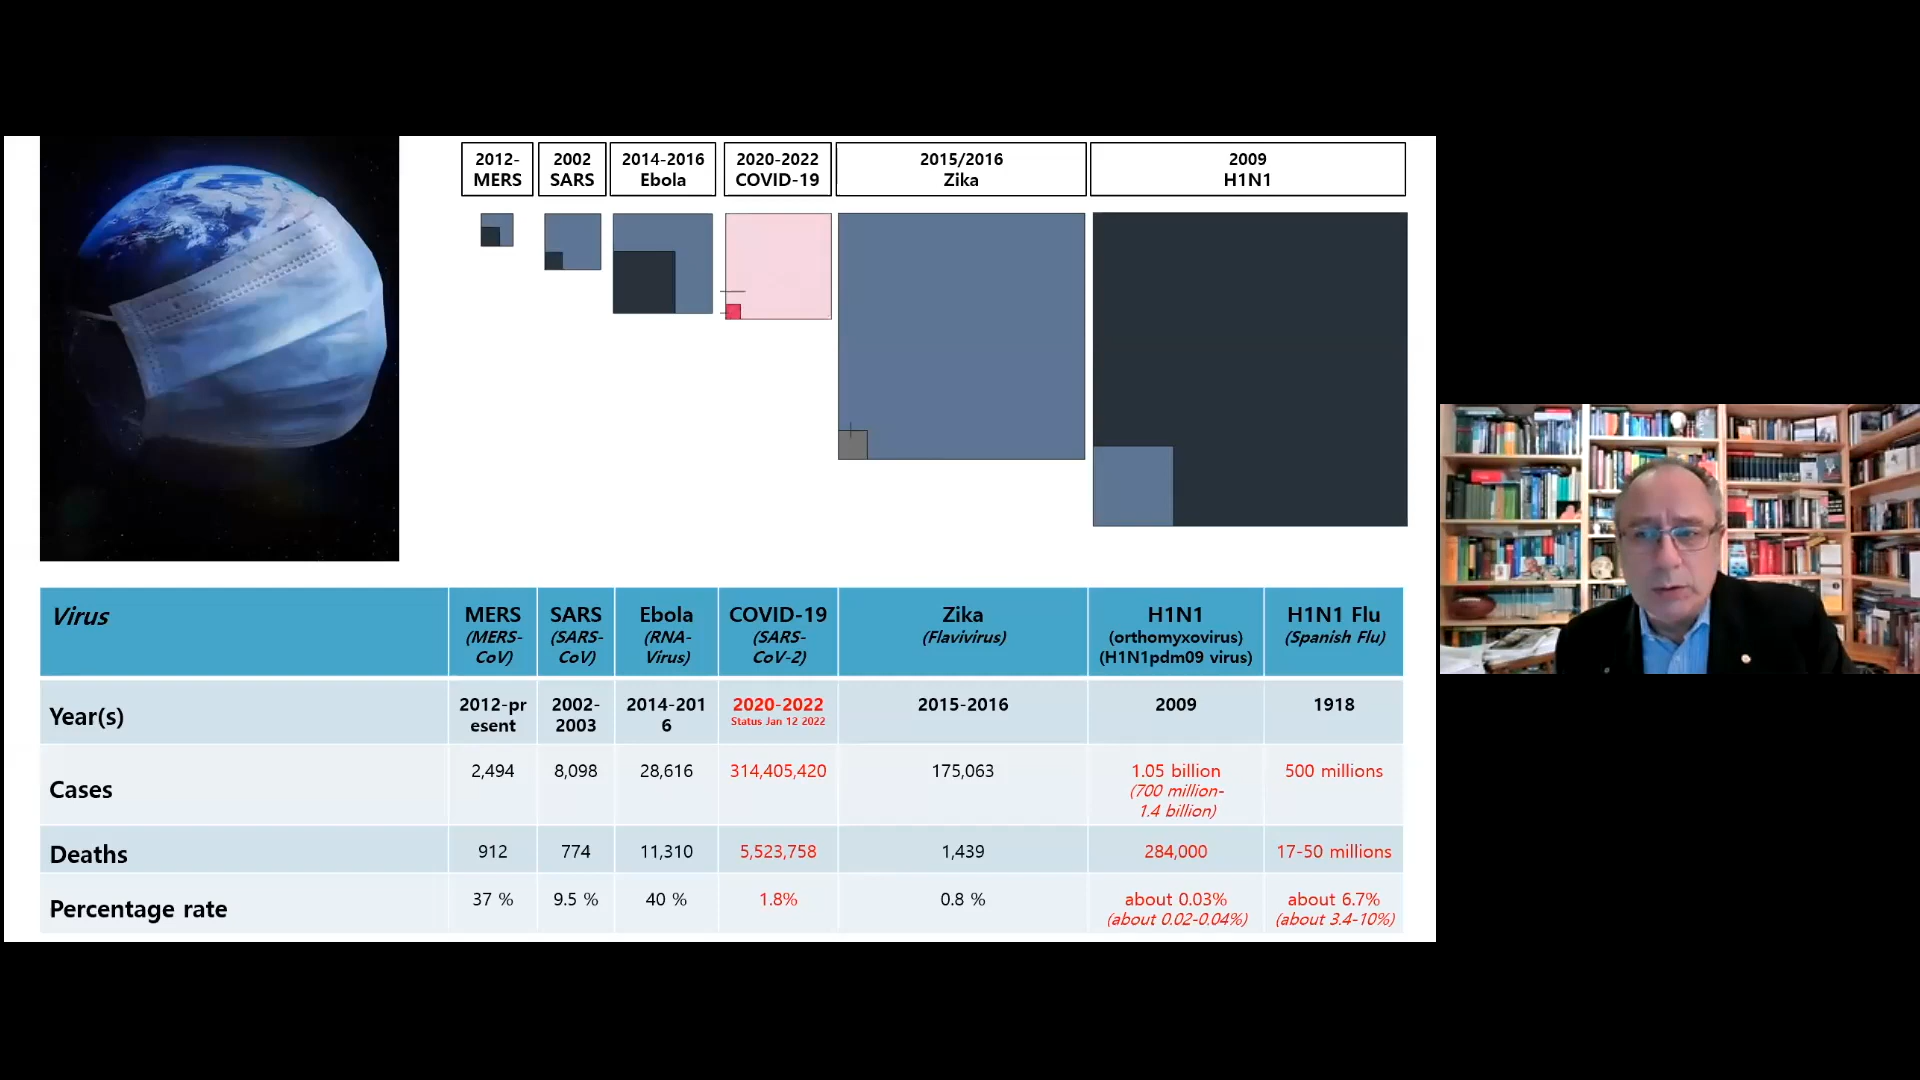 2012-
MERS
2002
SARS
2014-2016
Ebola
2020-2022
COVID-19
2015/2016
Zika
2009
H1N1
Virus
MERS
(MERS-
CoV)
SARS
(SARS-
CoV)
Ebola
(RNA-
Virus)
COVID-19
(SARS-
CoV-2)
Zika
(Flavivirus)
H1N1
(orthomyxovirus)
(H1N1pdm09 virus)
H1N1 Flu
(Spanish Flu)
Year(s)
2012-pr
esent
2002-
2003
2014-201
6
2020-2022
Status Jan 12 2022
2015-2016
2009
1918
Cases
2,494
8,098
28,616
314,405,420
175,063
1.05 billion
(700 million-
1.4 billion)
500 millions
Deaths
912
774
11,310
5,523,758
1,439
284,000
17-50 millions
Percentage rate
37 %
9.5 %
40 %
1.8%
0.8 %
about 0.03%
(about 0.02-0.04%)
about 6.7%
(about 3.4-10%)